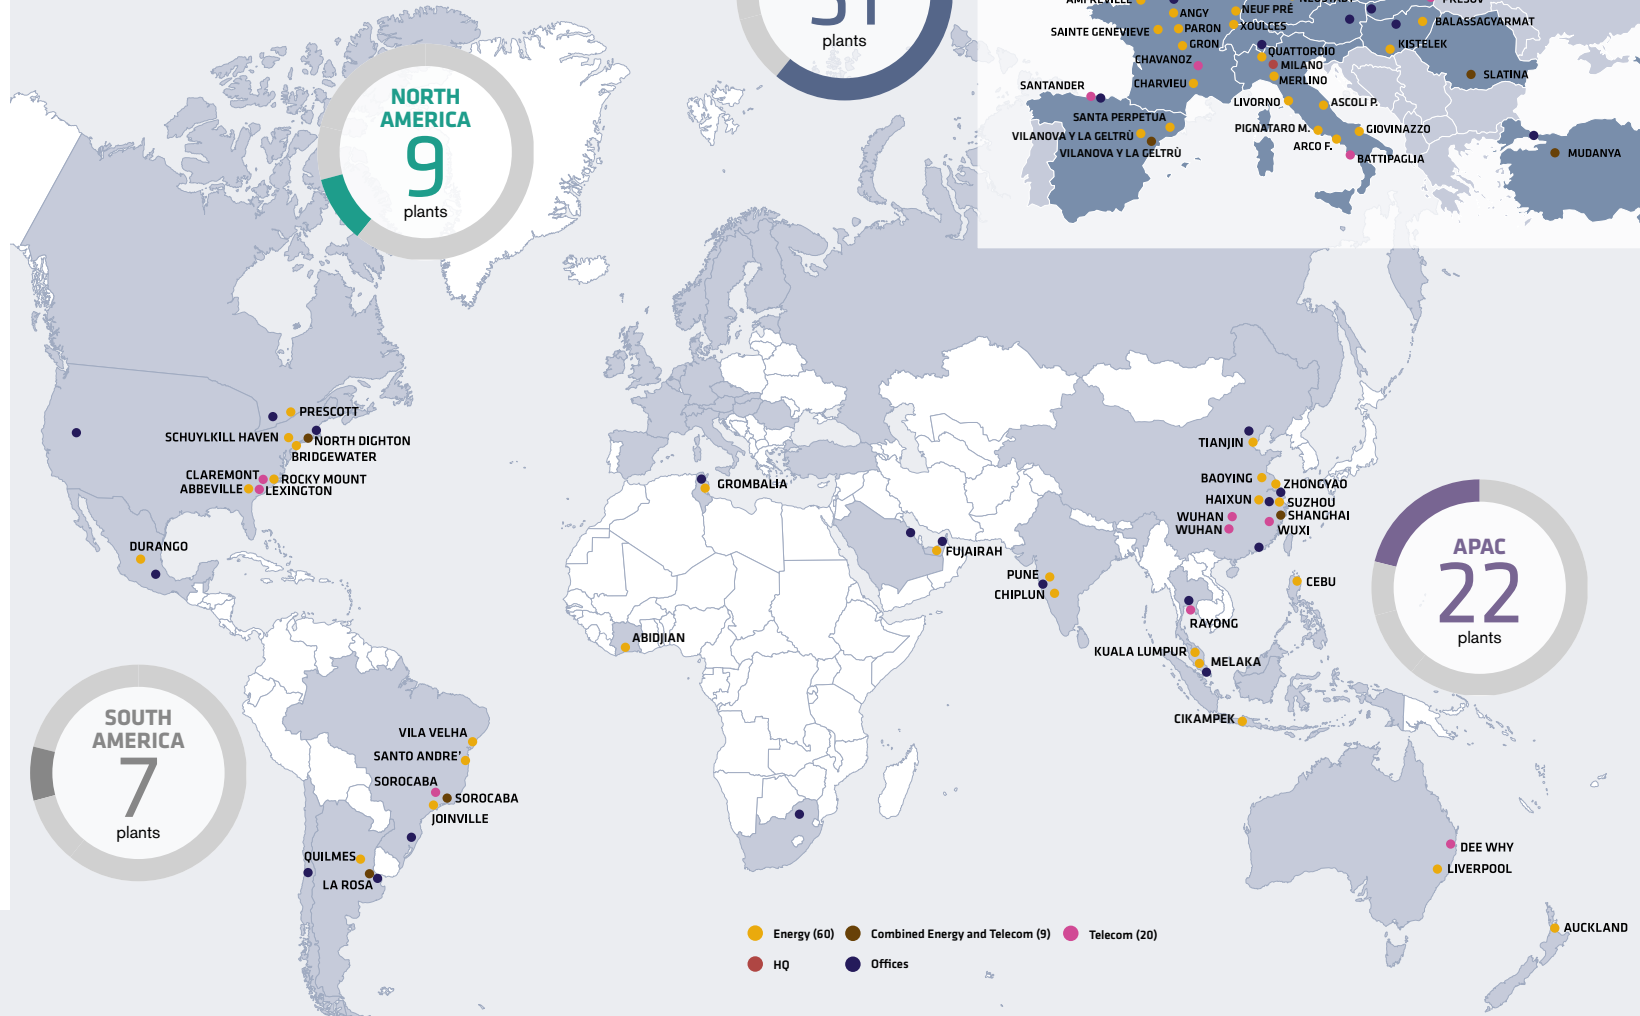 plants
NORTH
AMERICA
9
plants
ANGY
NEUF PRÉ
SAINTE GENEVIEVE
PARON
XOULCES
GRON
CHAVANOZ
CHARVIEU
QUATTORDIO
MILANO
MERLINO
BALASSAGYARMAT
KISTELEK
SLATINA
SANTANDER
LIVORNO
ASCOLI P.
SANTA PERPETUA
VILANOVA Y LA GELTRÙ
VILANOVA Y LA GELTRÙ
PIGNATARO M.
GIOVINAZZO
ARCO F.
BATTIPAGLIA
MUDANYA
PRESCOTT
SCHUYLKILL HAVEN
NORTH DIGHTON
BRIDGEWATER
CLAREMONT
ROCKY MOUNT
ABBEVILLE
LEXINGTON
DURANGO
GROMBALIA
FUJAIRAH
ABIDJIAN
TIANJIN
BAOYING
ZHONGYAO
HAIXUN
SUZHOU
WUHAN
SHANGHAI
WUHAN
WUXI
PUNE
CHIPLUN
CEBU
RAYONG
KUALA LUMPUR
MELAKA
CIKAMPEK
APAC
22
plants
SOUTH
AMERICA
7
plants
VILA VELHA
SANTO ANDRE'
SOROCABA
SOROCABA
JOINVILLE
QUILMES
LA ROSA
DEE WHY
LIVERPOOL
AUCKLAND
Energy (60)
Combined Energy and Telecom (9)
Telecom (20)
HQ
Offices